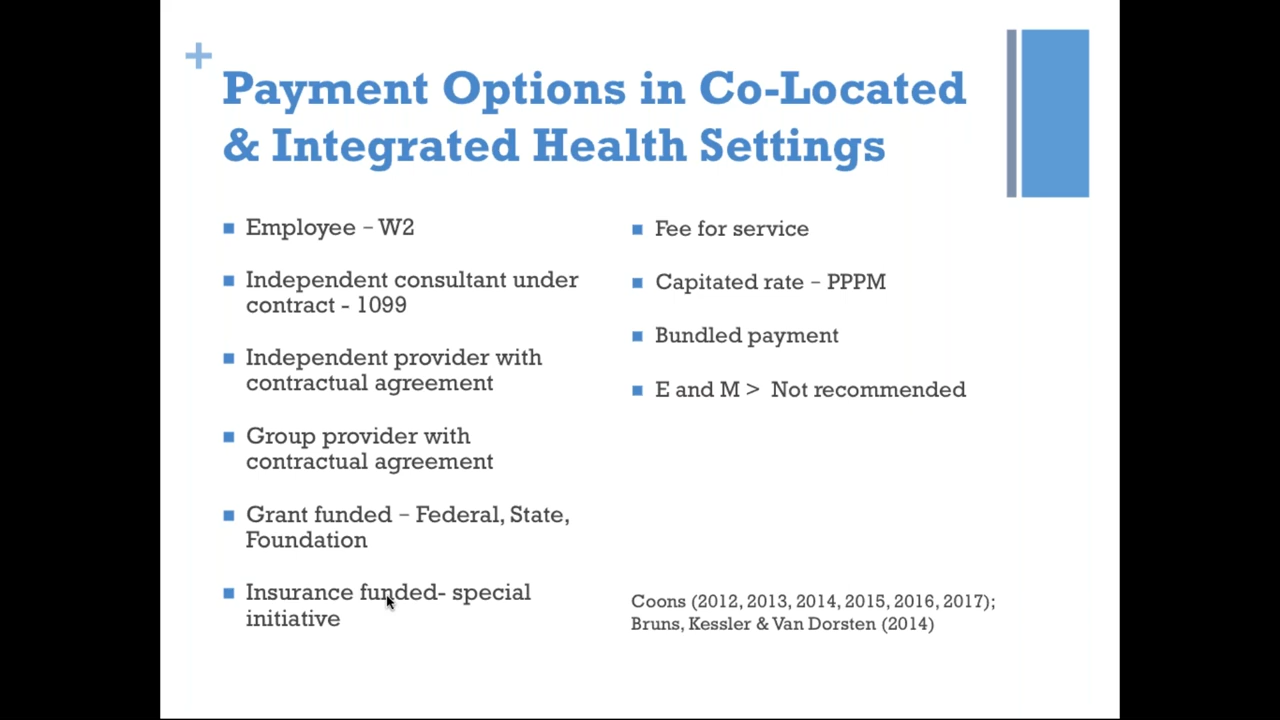 +
Payment Options in Co-Located
& Integrated Health Settings
Employee – W2
Independent consultant under
contract - 1099
Independent provider with
contractual agreement
Group provider with
contractual agreement
Grant funded – Federal, State,
Foundation
Insurance funded- special
initiative
Fee for service
Capitated rate – PPPM
Bundled payment
E and M > Not recommended
Coons (2012, 2013, 2014, 2015, 2016, 2017);
Bruns, Kessler & Van Dorsten (2014)